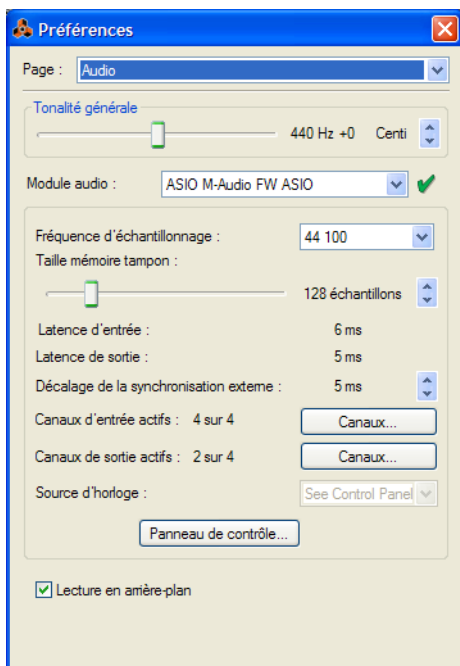 Préférences
Page : Audio
Tonalité générale
440 Hz +0 Centi
Module audio : ASIO M-Audio FW ASIO
Fréquence d'échantillonnage : 44 100
Taille mémoire tampon :
128 échantillons
Latence d'entrée : 6 ms
Latence de sortie : 5 ms
Décalage de la synchronisation externe : 5 ms
Canaux d'entrée actifs : 4 sur 4 Canaux...
Canaux de sortie actifs : 2 sur 4 Canaux...
Source d'horloge : See Control Panel
Panneau de contrôle...
Lecture en arrière-plan